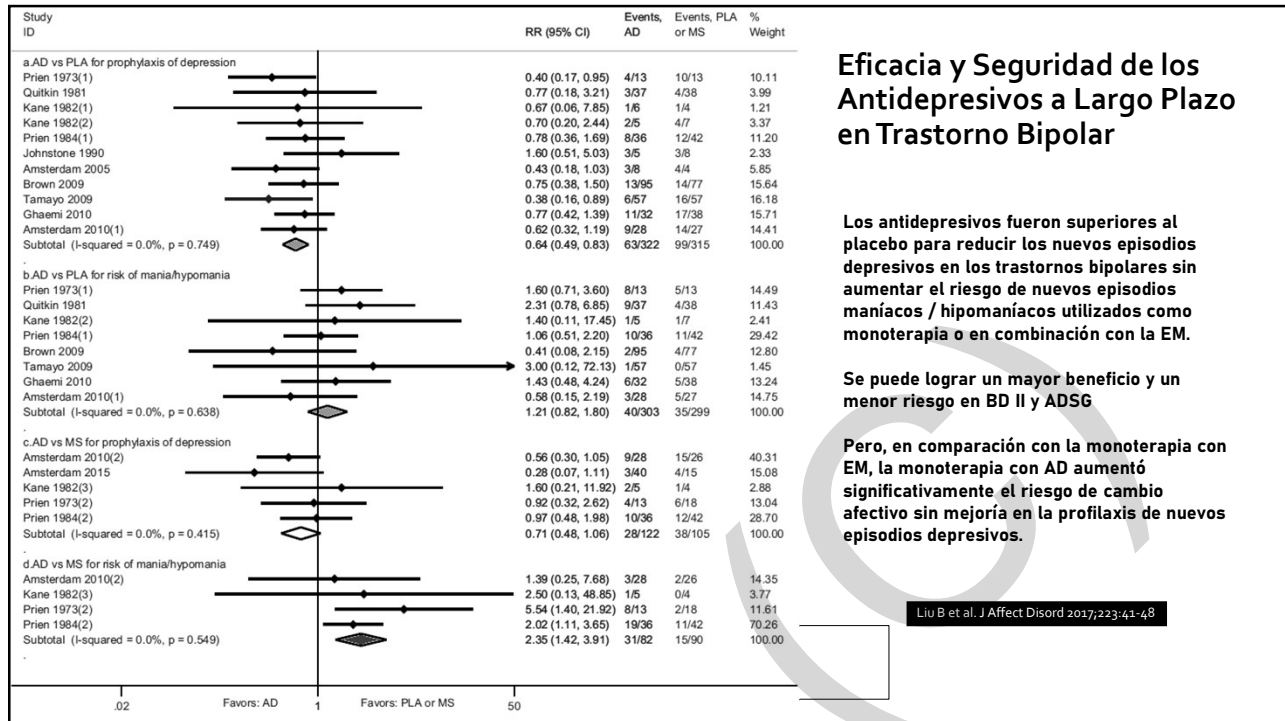 Study
ID RR (95% CI) Events, AD Events, PLA or MS % Weight
a.AD vs PLA for prophylaxis of depression
Prien 1973(1) 0.40 (0.17, 0.95) 4/13 10/13 10.11
Quitkin 1981 0.77 (0.18, 3.21) 3/37 4/38 3.99
Kane 1982(1) 0.67 (0.06, 7.85) 1/6 1/4 1.21
Kane 1982(2) 0.70 (0.20, 2.44) 2/5 4/7 3.37
Prien 1984(1) 0.78 (0.36, 1.69) 8/36 12/42 11.20
Johnstone 1990 1.60 (0.51, 5.03) 3/5 3/8 2.33
Amsterdam 2005 0.43 (0.18, 1.03) 3/8 4/4 5.85
Brown 2009 0.75 (0.38, 1.50) 13/95 14/77 15.64
Tamayo 2009 0.38 (0.16, 0.89) 6/57 16/57 16.18
Ghaemi 2010 0.77 (0.42, 1.39) 11/32 17/38 15.71
Amsterdam 2010(1) 0.62 (0.32, 1.19) 9/28 14/27 14.41
Subtotal (I-squared = 0.0%, p = 0.749) 0.64 (0.49, 0.83) 63/322 99/315 100.00
.
b.AD vs PLA for risk of mania/hypomania
Prien 1973(1) 1.60 (0.71, 3.60) 8/13 5/13 14.49
Quitkin 1981 2.31 (0.78, 6.85) 9/37 4/38 11.43
Kane 1982(2) 1.40 (0.11, 17.45) 1/5 1/7 2.41
Prien 1984(1) 1.06 (0.51, 2.20) 10/36 11/42 29.42
Brown 2009 0.41 (0.08, 2.15) 2/95 4/77 12.80
Tamayo 2009 3.00 (0.12, 72.13) 1/57 0/57 1.45
Ghaemi 2010 1.43 (0.48, 4.24) 6/32 5/38 13.24
Amsterdam 2010(1) 0.58 (0.15, 2.19) 3/28 5/27 14.75
Subtotal (I-squared = 0.0%, p = 0.638) 1.21 (0.82, 1.80) 40/303 35/299 100.00
.
c.AD vs MS for prophylaxis of depression
Amsterdam 2010(2) 0.56 (0.30, 1.05) 9/28 15/26 40.31
Amsterdam 2015 0.28 (0.07, 1.11) 3/40 4/15 15.08
Kane 1982(3) 1.60 (0.21, 11.92) 2/5 1/4 2.88
Prien 1973(2) 0.92 (0.32, 2.62) 4/13 6/18 13.04
Prien 1984(2) 0.97 (0.48, 1.98) 10/36 12/42 28.70
Subtotal (I-squared = 0.0%, p = 0.415) 0.71 (0.48, 1.06) 28/122 38/105 100.00
.
d.AD vs MS for risk of mania/hypomania
Amsterdam 2010(2) 1.39 (0.25, 7.68) 3/28 2/26 14.35
Kane 1982(3) 2.50 (0.13, 48.85) 1/5 0/4 3.77
Prien 1973(2) 5.54 (1.40, 21.92) 8/13 2/18 11.61
Prien 1984(2) 2.02 (1.11, 3.65) 19/36 11/42 70.26
Subtotal (I-squared = 0.0%, p = 0.549) 2.35 (1.42, 3.91) 31/82 15/90 100.00
.
.02 Favors: AD 1 Favors: PLA or MS 50
Eficacia y Seguridad de los
Antidepresivos a Largo Plazo
en Trastorno Bipolar
Los antidepresivos fueron superiores al
placebo para reducir los nuevos episodios
depresivos en los trastornos bipolares sin
aumentar el riesgo de nuevos episodios
maníacos / hipomaníacos utilizados como
monoterapia o en combinación con la EM.
Se puede lograr un mayor beneficio y un
menor riesgo en BD II y ADSG
Pero, en comparación con la monoterapia con
EM, la monoterapia con AD aumentó
significativamente el riesgo de cambio
afectivo sin mejoría en la profilaxis de nuevos
episodios depresivos.
Liu B et al. J Affect Disord 2017;223:41-48